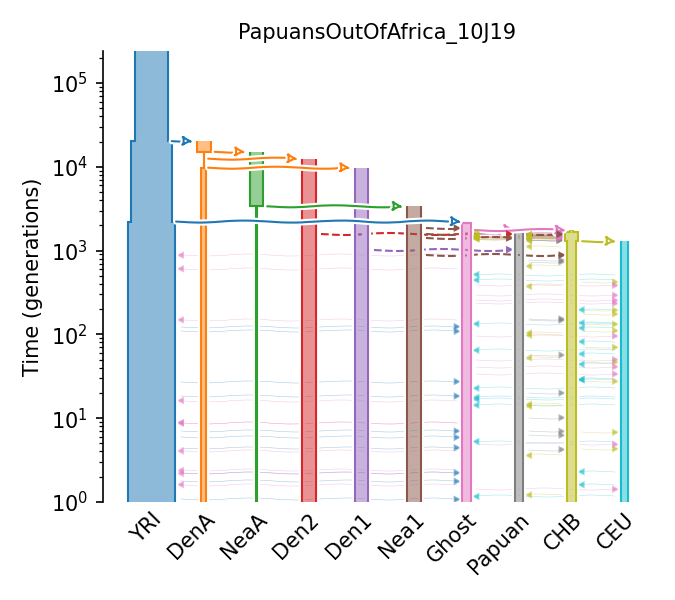 PapuansOutOfAfrica_10J19
Time (generations)
10^5
10^4
10^3
10^2
10^1
10^0
YRI
DenA
NeaA
Den2
Den1
Nea1
Ghost
Papuan
CHB
CEU